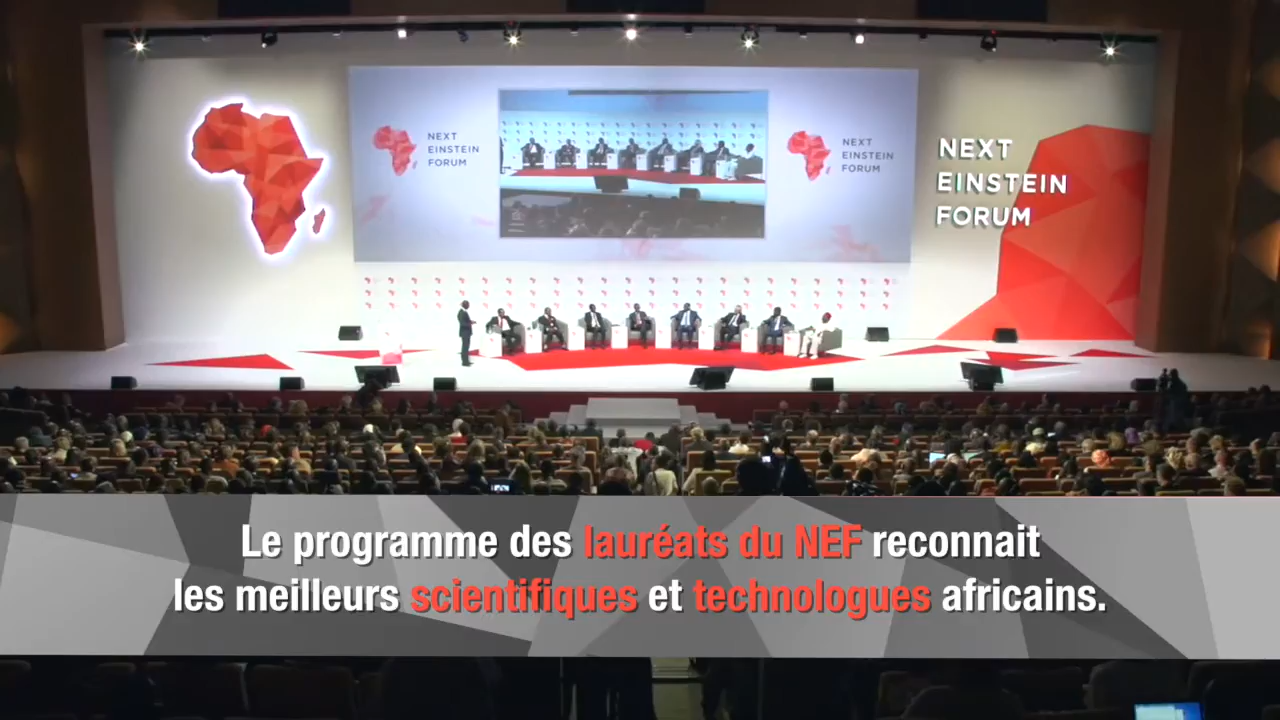 NEXT
EINSTEIN
FORUM
NEXT
EINSTEIN
FORUM
NEXT
EINSTEIN
FORUM
Le programme des lauréats du NEF reconnait
les meilleurs scientifiques et technologues africains.